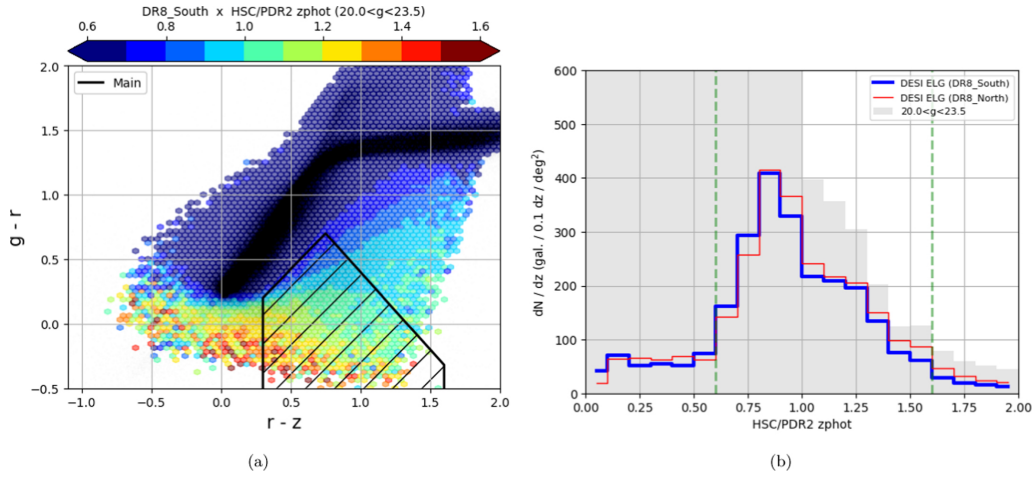 DR8_South x HSC/PDR2 zphot (20.0<g<23.5)
0.6 0.8 1.0 1.2 1.4 1.6
Main
2.0
1.5
1.0
0.5
0.0
−0.5
g - r
−1.0 −0.5 0.0 0.5 1.0 1.5 2.0
r - z
(a)
DESI ELG (DR8_South)
DESI ELG (DR8_North)
20.0<g<23.5
600
500
400
300
200
100
0
dN / dz (gal. / 0.1 dz / deg²)
0.00 0.25 0.50 0.75 1.00 1.25 1.50 1.75 2.00
HSC/PDR2 zphot
(b)